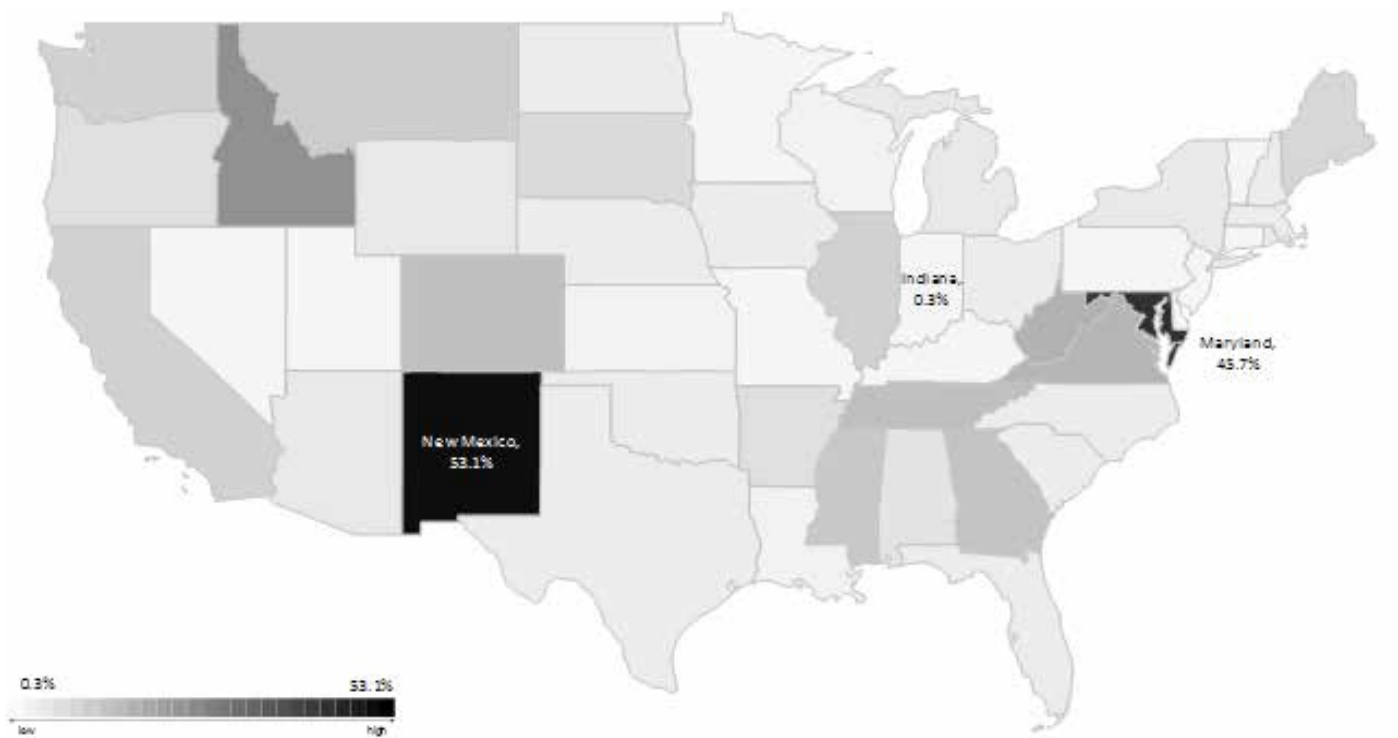 Indiana,
0.3%
Maryland,
45.7%
New Mexico,
53.1%
0.3%
53.1%
low
high